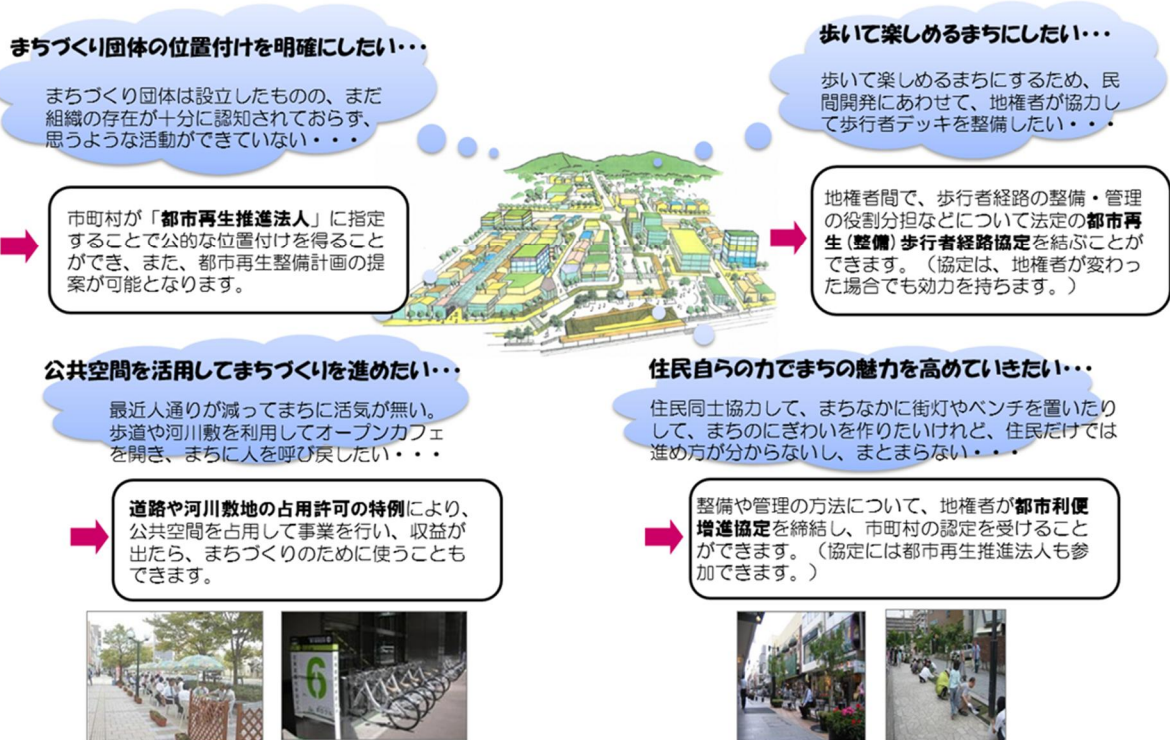 まちづくり団体の位置付けを明確にしたい・・・
まちづくり団体は設立したものの、まだ
組織の存在が十分に認知されておらず、
思うような活動ができていない・・・
市町村が「都市再生推進法人」に指定
することで公的な位置付けを得ること
ができ、また、都市再生整備計画の提
案が可能となります。
歩いて楽しめるまちにしたい・・・
歩いて楽しめるまちにするため、民
間開発にあわせて、地権者が協力し
て歩行者デッキを整備したい・・・
地権者間で、歩行者経路の整備・管理
の役割分担などについて法定の都市再
生(整備)歩行者経路協定を結ぶことが
できます。（協定は、地権者が変わっ
た場合でも効力を持ちます。）
公共空間を活用してまちづくりを進めたい・・・
最近人通りが減ってまちに活気が無い。
歩道や河川敷を利用してオープンカフェ
を開き、まちに人を呼び戻したい・・・
道路や河川敷地の占用許可の特例により、
公共空間を占用して事業を行い、収益が
出たら、まちづくりのために使うことも
できます。
住民自らの力でまちの魅力を高めていきたい・・・
住民同士協力して、まちなかに街灯やベンチを置いたり
して、まちのにぎわいを作りたいけれど、住民だけでは
進め方が分からないし、まとまらない・・・
整備や管理の方法について、地権者が都市利便
増進協定を締結し、市町村の認定を受けること
ができます。（協定には都市再生推進法人も参
加できます。）
6